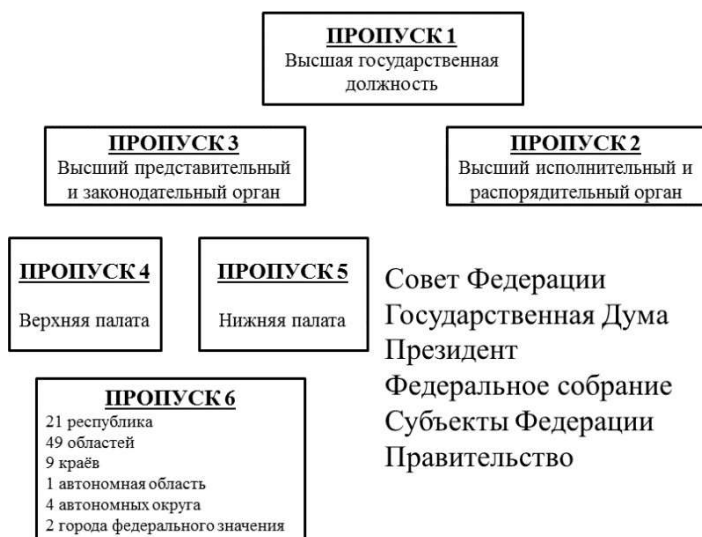 ПРОПУСК 1
Высшая государственная
должность
ПРОПУСК 3
Высший представительный
и законодательный орган
ПРОПУСК 2
Высший исполнительный и
распорядительный орган
ПРОПУСК 4
Верхняя палата
ПРОПУСК 5
Нижняя палата
Совет Федерации
Государственная Дума
Президент
Федеральное собрание
Субъекты Федерации
Правительство
ПРОПУСК 6
21 республика
49 областей
9 краёв
1 автономная область
4 автономных округа
2 города федерального значения